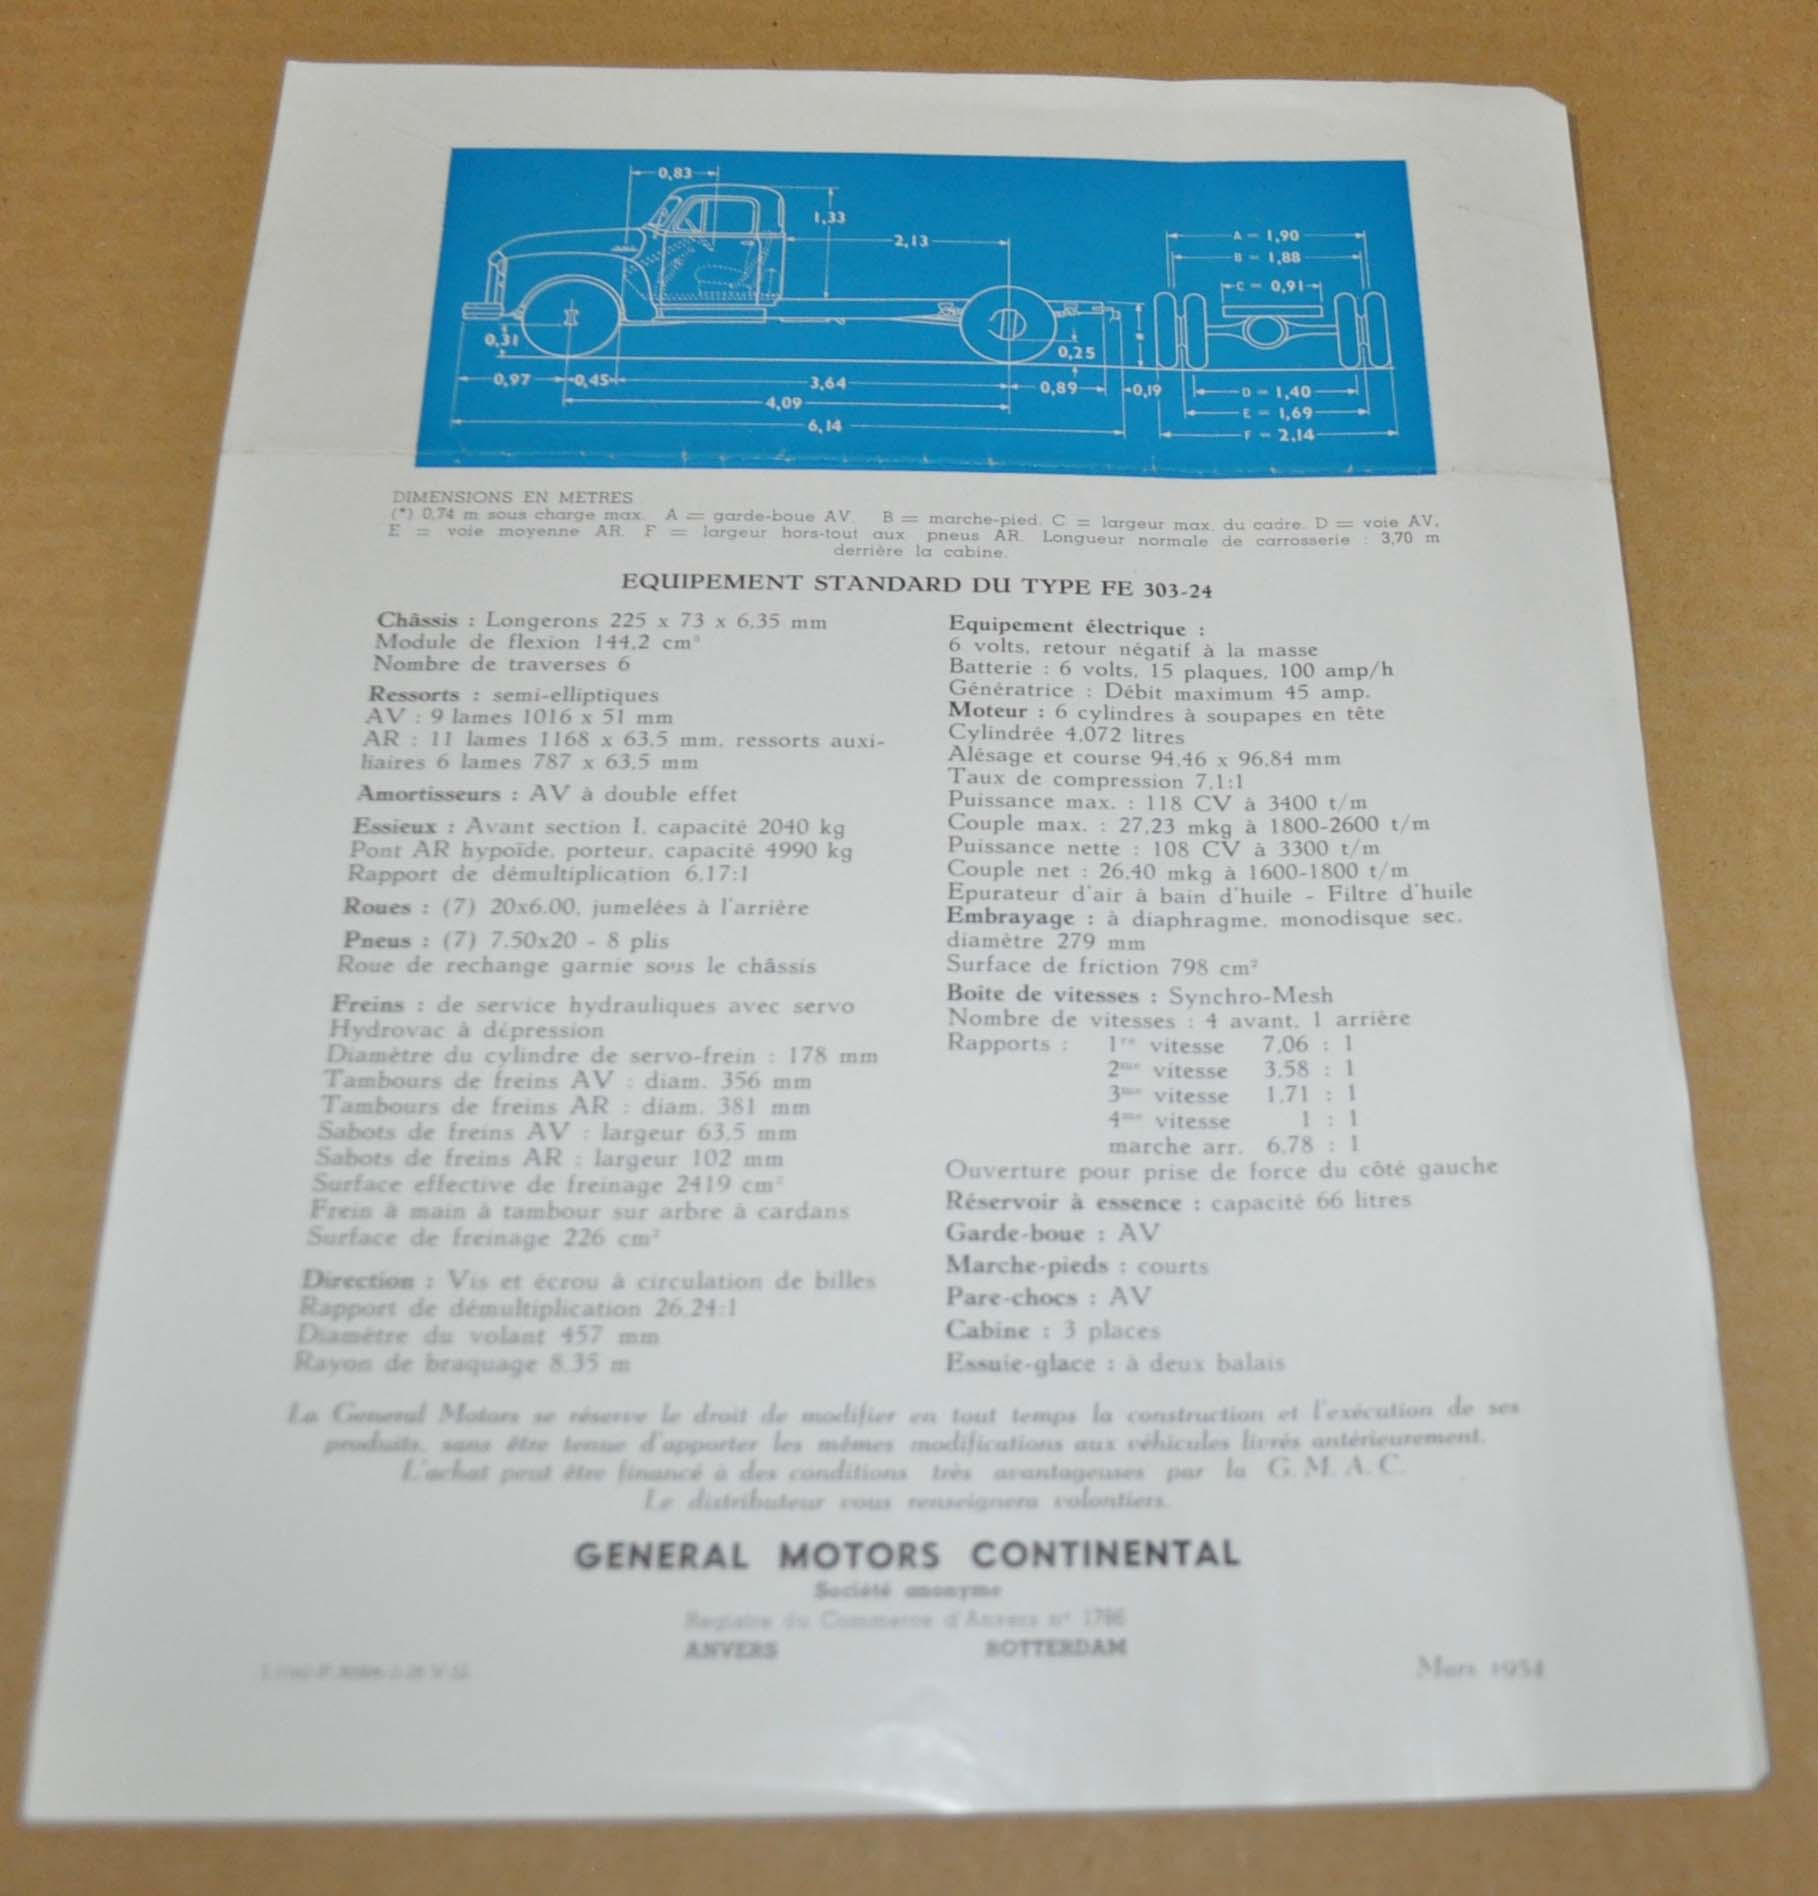 0,83
1,33
2,13
A = 1,90
B = 1,88
C = 0,91
0,31
0,25
*
0,97
0,45
3,64
0,89
0,19
D = 1,40
4,09
E = 1,69
6,14
F = 2,14
DIMENSIONS EN METRES
(*) 0,74 m sous charge max. A = garde-boue AV. B = marche-pied. C = largeur max. du cadre. D = voie AV.
E = voie moyenne AR. F = largeur hors-tout aux pneus AR. Longueur normale de carrosserie : 3,70 m
derrière la cabine.
EQUIPEMENT STANDARD DU TYPE FE 303-24
Châssis : Longerons 225 x 73 x 6,35 mm
Module de flexion 144,2 cm³
Nombre de traverses 6
Ressorts : semi-elliptiques
AV : 9 lames 1016 x 51 mm
AR : 11 lames 1168 x 63,5 mm, ressorts auxi-
liaires 6 lames 787 x 63,5 mm
Amortisseurs : AV à double effet
Essieux : Avant section I, capacité 2040 kg
Pont AR hypoïde, porteur, capacité 4990 kg
Rapport de démultiplication 6,17:1
Roues : (7) 20x6.00, jumelées à l'arrière
Pneus : (7) 7.50x20 - 8 plis
Roue de rechange garnie sous le châssis
Freins : de service hydrauliques avec servo
Hydrovac à dépression
Diamètre du cylindre de servo-frein : 178 mm
Tambours de freins AV : diam. 356 mm
Tambours de freins AR : diam. 381 mm
Sabots de freins AV : largeur 63,5 mm
Sabots de freins AR : largeur 102 mm
Surface effective de freinage 2419 cm²
Frein à main à tambour sur arbre à cardans
Surface de freinage 226 cm²
Direction : Vis et écrou à circulation de billes
Rapport de démultiplication 26,24:1
Diamètre du volant 457 mm
Rayon de braquage 8,35 m
Equipement électrique :
6 volts, retour négatif à la masse
Batterie : 6 volts, 15 plaques, 100 amp/h
Génératrice : Débit maximum 45 amp.
Moteur : 6 cylindres à soupapes en tête
Cylindrée 4,072 litres
Alésage et course 94,46 x 96,84 mm
Taux de compression 7,1:1
Puissance max. : 118 CV à 3400 t/m
Couple max. : 27,23 mkg à 1800-2600 t/m
Puissance nette : 108 CV à 3300 t/m
Couple net : 26,40 mkg à 1600-1800 t/m
Epurateur d'air à bain d'huile - Filtre d'huile
Embrayage : à diaphragme, monodisque sec,
diamètre 279 mm
Surface de friction 798 cm²
Boîte de vitesses : Synchro-Mesh
Nombre de vitesses : 4 avant, 1 arrière
Rapports : 1re vitesse 7,06 : 1
2me vitesse 3,58 : 1
3me vitesse 1,71 : 1
4me vitesse 1 : 1
marche arr. 6,78 : 1
Ouverture pour prise de force du côté gauche
Réservoir à essence : capacité 66 litres
Garde-boue : AV
Marche-pieds : courts
Pare-chocs : AV
Cabine : 3 places
Essuie-glace : à deux balais
La General Motors se réserve le droit de modifier en tout temps la construction et l'exécution de ses
produits, sans être tenue d'apporter les mêmes modifications aux véhicules livrés antérieurement.
L'achat peut être financé à des conditions très avantageuses par la G. M. A. C.
Le distributeur vous renseignera volontiers.
GENERAL MOTORS CONTINENTAL
Société anonyme
Registre du Commerce d'Anvers n° 1786
ANVERS ROTTERDAM
Mars 1954